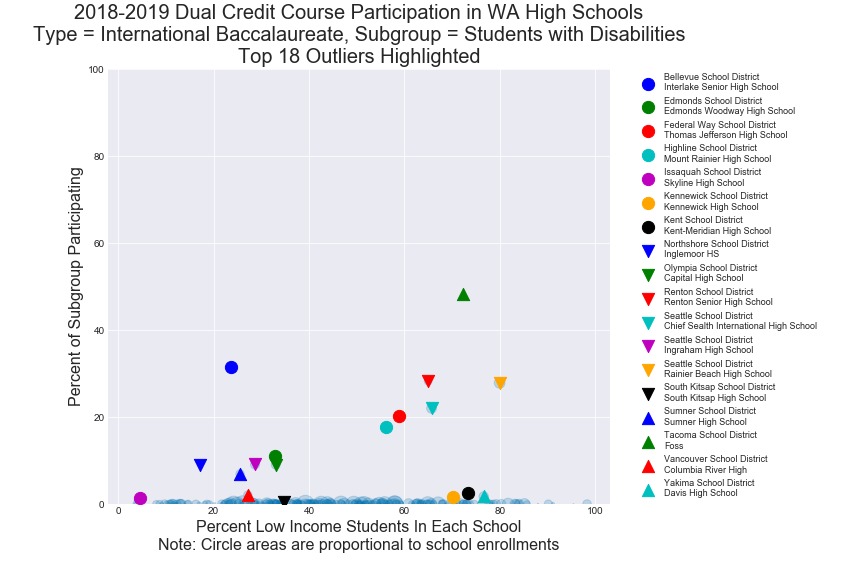 2018-2019 Dual Credit Course Participation in WA High Schools
Type = International Baccalaureate, Subgroup = Students with Disabilities
Top 18 Outliers Highlighted
100
80
60
40
20
0
Percent of Subgroup Participating
0 20 40 60 80 100
Percent Low Income Students In Each School
Note: Circle areas are proportional to school enrollments
Bellevue School District
Interlake Senior High School
Edmonds School District
Edmonds Woodway High School
Federal Way School District
Thomas Jefferson High School
Highline School District
Mount Rainier High School
Issaquah School District
Skyline High School
Kennewick School District
Kennewick High School
Kent School District
Kent-Meridian High School
Northshore School District
Inglemoor HS
Olympia School District
Capital High School
Renton School District
Renton Senior High School
Seattle School District
Chief Sealth International High School
Seattle School District
Ingraham High School
Seattle School District
Rainier Beach High School
South Kitsap School District
South Kitsap High School
Sumner School District
Sumner High School
Tacoma School District
Foss
Vancouver School District
Columbia River High
Yakima School District
Davis High School